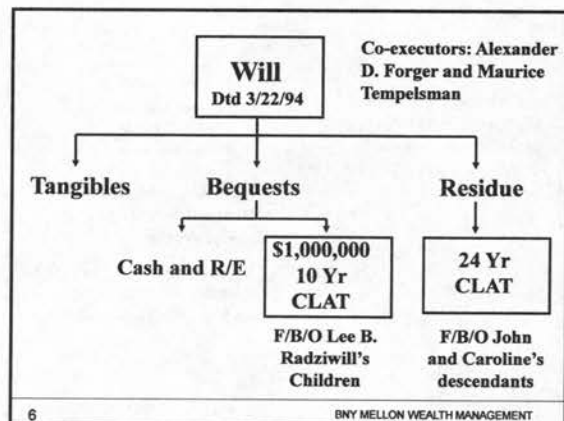 Will
Dtd 3/22/94
Co-executors: Alexander
D. Forger and Maurice
Tempelsman
Tangibles
Bequests
Residue
Cash and R/E
$1,000,000
10 Yr
CLAT
24 Yr
CLAT
F/B/O Lee B.
Radziwill's
Children
F/B/O John
and Caroline's
descendants
6
BNY MELLON WEALTH MANAGEMENT